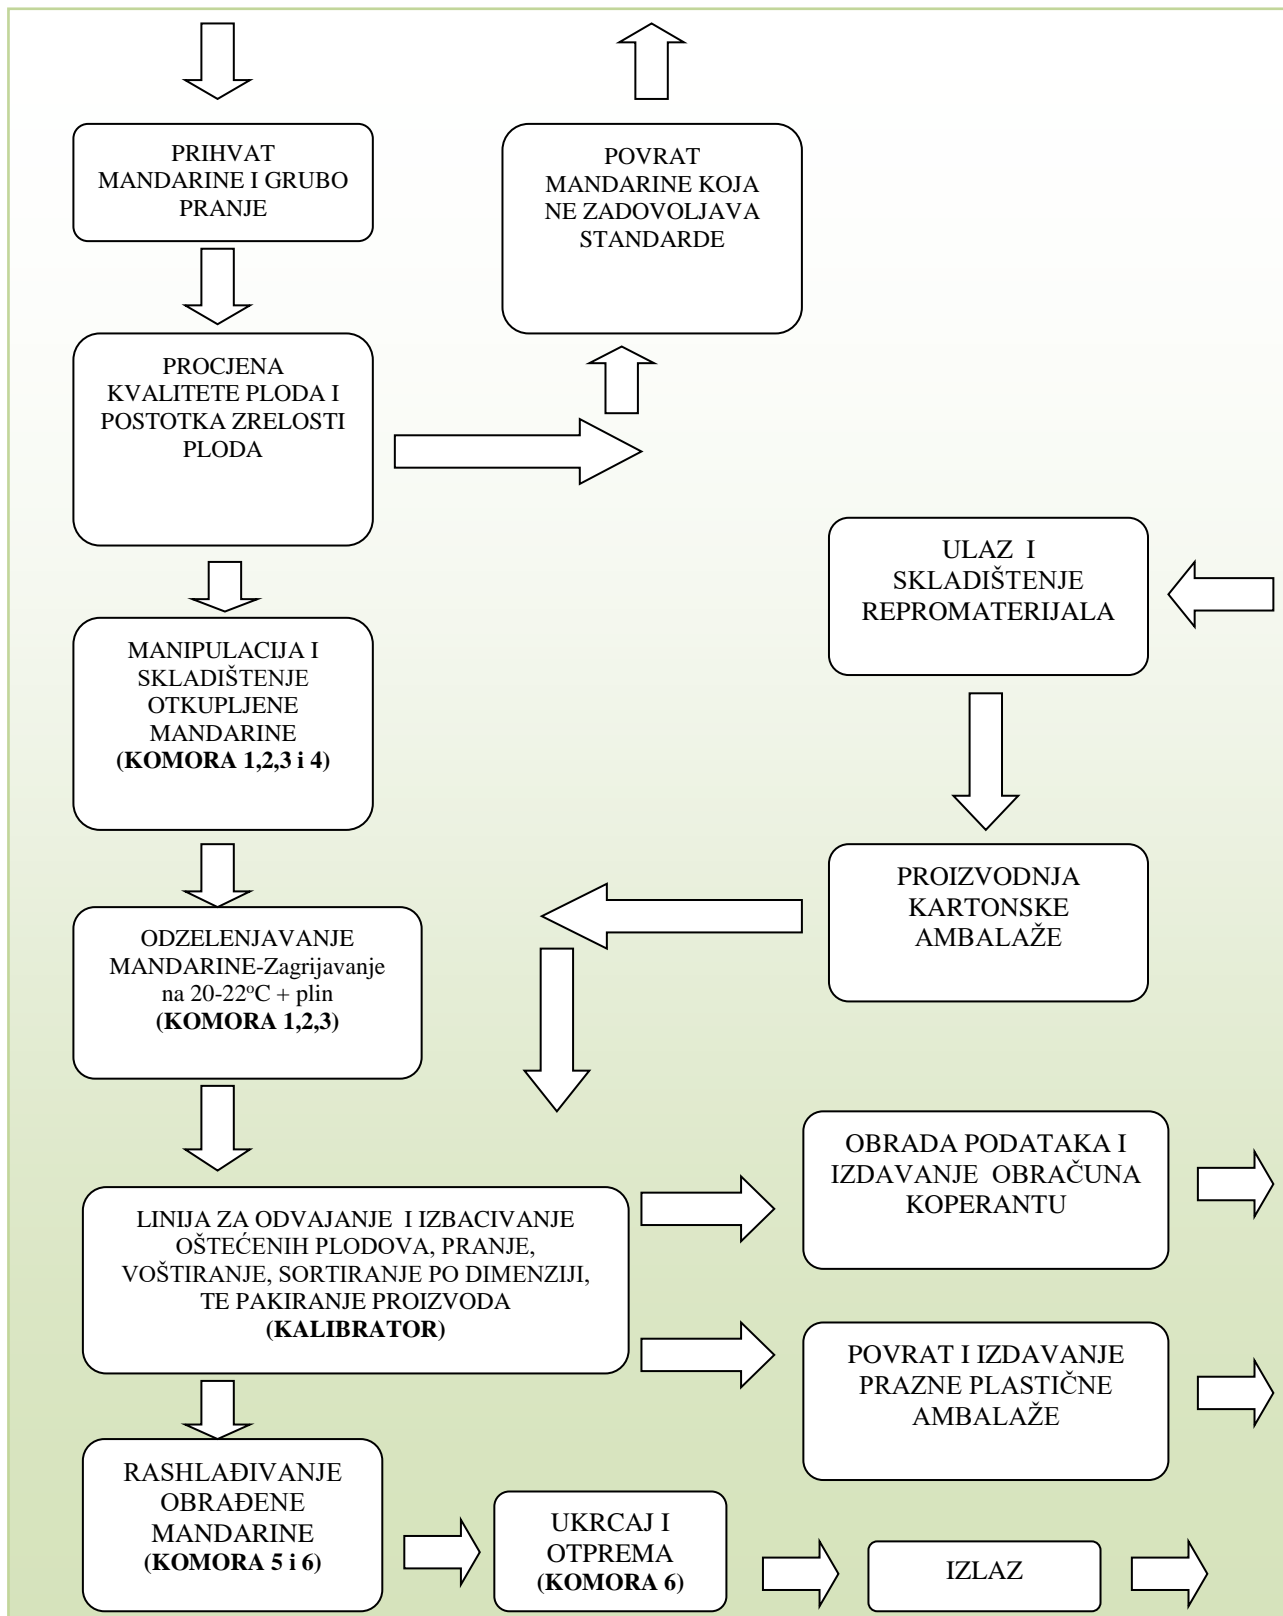 PRIHVAT
MANDARINE I GRUBO
PRANJE
POVRAT
MANDARINE KOJA
NE ZADOVOLJAVA
STANDARDE
PROCJENA
KVALITETE PLODA I
POSTOTKA ZRELOSTI
PLODA
ULAZ I
SKLADIŠTENJE
REPROMATERIJALA
MANIPULACIJA I
SKLADIŠTENJE
OTKUPLJENE
MANDARINE
(KOMORA 1,2,3 i 4)
PROIZVODNJA
KARTONSKE
AMBALAŽE
ODZELENJAVANJE
MANDARINE-Zagrijavanje
na 20-22°C + plin
(KOMORA 1,2,3)
OBRADA PODATAKA I
IZDAVANJE OBRAČUNA
KOPERANTU
LINIJA ZA ODVAJANJE I IZBACIVANJE
OŠTEĆENIH PLODOVA, PRANJE,
VOŠTIRANJE, SORTIRANJE PO DIMENZIJI,
TE PAKIRANJE PROIZVODA
(KALIBRATOR)
POVRAT I IZDAVANJE
PRAZNE PLASTIČNE
AMBALAŽE
RASHLAĐIVANJE
OBRAĐENE
MANDARINE
(KOMORA 5 i 6)
UKRCAJ I
OTPREMA
(KOMORA 6)
IZLAZ